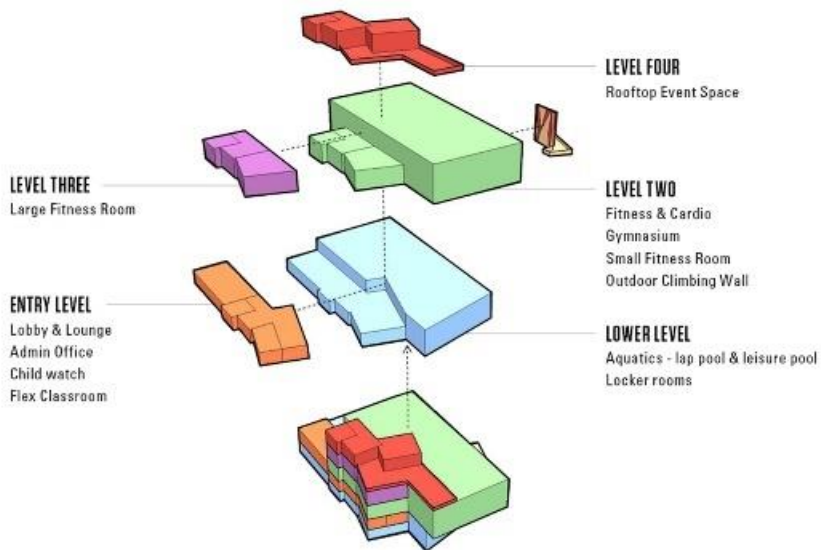 LEVEL FOUR
Rooftop Event Space
LEVEL THREE
Large Fitness Room
LEVEL TWO
Fitness & Cardio
Gymnasium
Small Fitness Room
Outdoor Climbing Wall
ENTRY LEVEL
Lobby & Lounge
Admin Office
Child watch
Flex Classroom
LOWER LEVEL
Aquatics - lap pool & leisure pool
Locker rooms